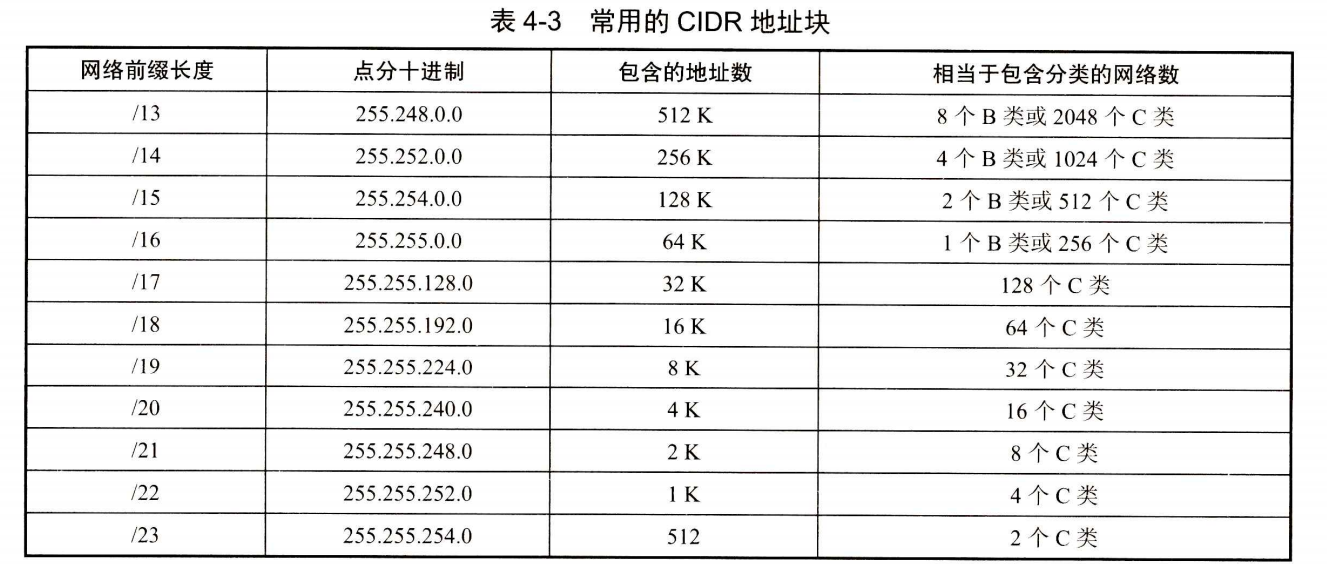 表 4-3 常用的 CIDR 地址块
网络前缀长度 点分十进制 包含的地址数 相当于包含分类的网络数
/13 255.248.0.0 512 K 8 个 B 类或 2048 个 C 类
/14 255.252.0.0 256 K 4 个 B 类或 1024 个 C 类
/15 255.254.0.0 128 K 2 个 B 类或 512 个 C 类
/16 255.255.0.0 64 K 1 个 B 类或 256 个 C 类
/17 255.255.128.0 32 K 128 个 C 类
/18 255.255.192.0 16 K 64 个 C 类
/19 255.255.224.0 8 K 32 个 C 类
/20 255.255.240.0 4 K 16 个 C 类
/21 255.255.248.0 2 K 8 个 C 类
/22 255.255.252.0 1 K 4 个 C 类
/23 255.255.254.0 512 2 个 C 类